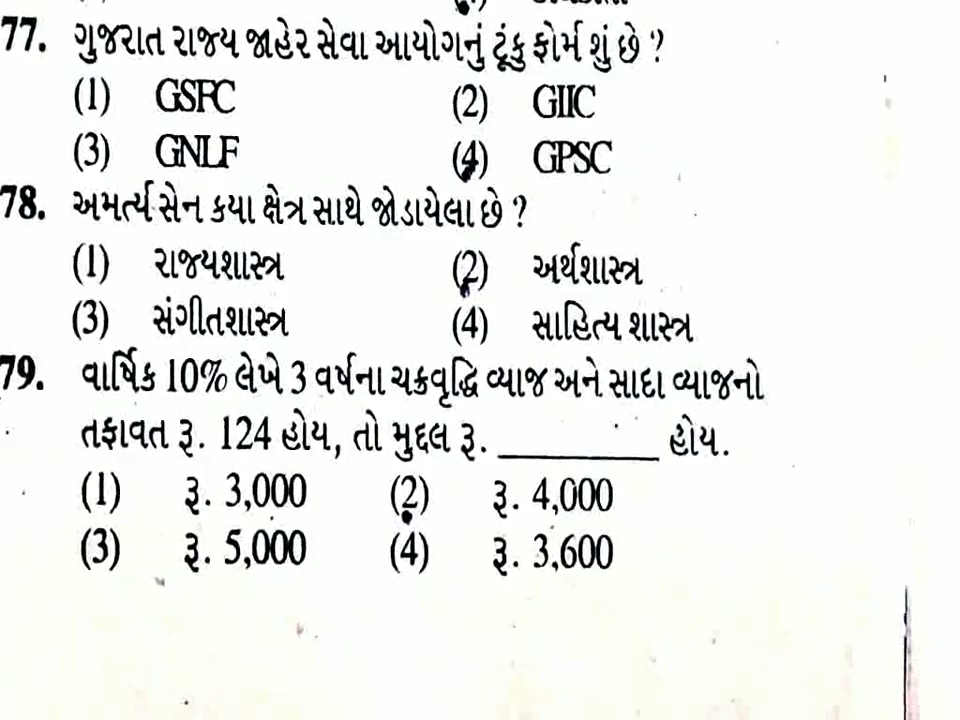 77. ગુજરાત રાજ્ય જાહેર સેવા આયોગનું ટૂંકુ ફોર્મ શું છે ?
(1) GSFC (2) GIIC
(3) GNLF (4) GPSC
78. અમર્ત્ય સેન કયા ક્ષેત્ર સાથે જોડાયેલા છે ?
(1) રાજ્યશાસ્ત્ર (2) અર્થશાસ્ત્ર
(3) સંગીતશાસ્ત્ર (4) સાહિત્ય શાસ્ત્ર
79. વાર્ષિક 10% લેખે 3 વર્ષના ચક્રવૃદ્ધિ વ્યાજ અને સાદા વ્યાજનો
તફાવત રૂ. 124 હોય, તો મુદ્દલ રૂ. ________ હોય.
(1) રૂ. 3,000 (2) રૂ. 4,000
(3) રૂ. 5,000 (4) રૂ. 3,600